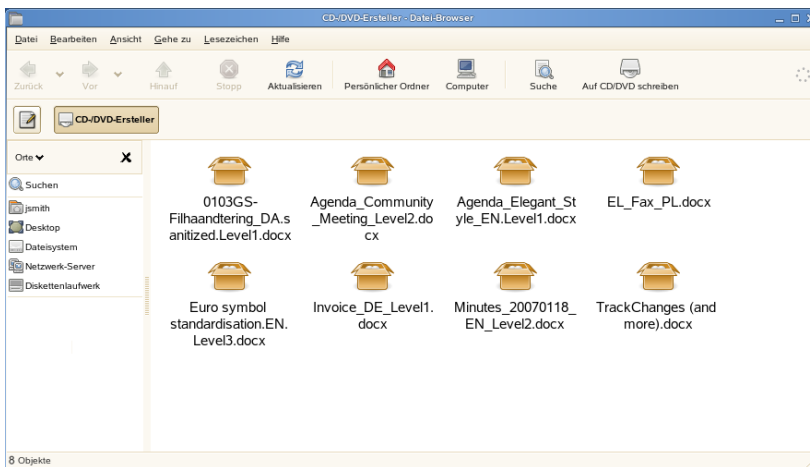 CD-/DVD-Ersteller - Datei-Browser
Datei Bearbeiten Ansicht Gehe zu Lesezeichen Hilfe
Zurück Vor Hinauf Stopp Aktualisieren Persönlicher Ordner Computer Suche Auf CD/DVD schreiben
CD-/DVD-Ersteller
Orte
Suchen
jsmith
Desktop
Dateisystem
Netzwerk-Server
Diskettenlaufwerk
0103GS-
Filhaandtering_DA.s
anitized.Level1.docx
Agenda_Community
_Meeting_Level2.do
cx
Agenda_Elegant_St
yle_EN.Level1.docx
EL_Fax_PL.docx
Euro symbol
standardisation.EN.
Level3.docx
Invoice_DE_Level1.
docx
Minutes_20070118_
EN_Level2.docx
TrackChanges (and
more).docx
8 Objekte